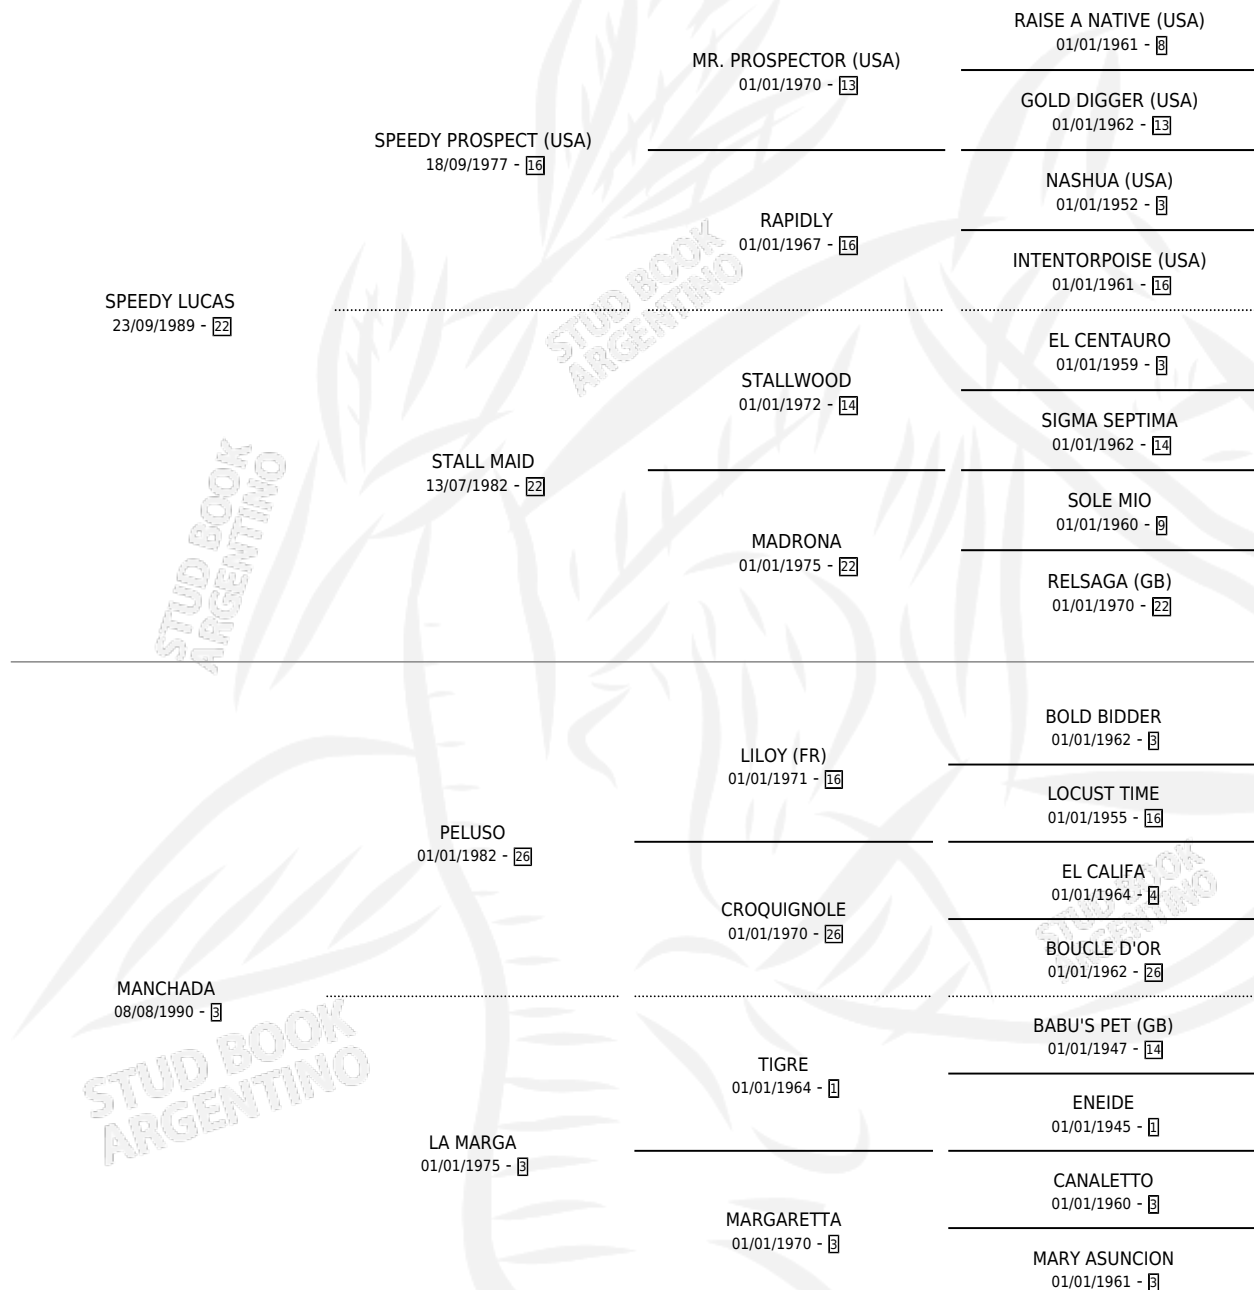 RAISE A NATIVE (USA)
01/01/1961 - 8
MR. PROSPECTOR (USA)
01/01/1970 - 13
GOLD DIGGER (USA)
01/01/1962 - 13
SPEEDY PROSPECT (USA)
18/09/1977 - 16
NASHUA (USA)
01/01/1952 - 3
RAPIDLY
01/01/1967 - 16
INTENTORPOISE (USA)
01/01/1961 - 16
SPEEDY LUCAS
23/09/1989 - 22
EL CENTAURO
01/01/1959 - 3
STALLWOOD
01/01/1972 - 14
SIGMA SEPTIMA
01/01/1962 - 14
STALL MAID
13/07/1982 - 22
SOLE MIO
01/01/1960 - 9
MADRONA
01/01/1975 - 22
RELSAGA (GB)
01/01/1970 - 22
BOLD BIDDER
01/01/1962 - 3
LILOY (FR)
01/01/1971 - 16
LOCUST TIME
01/01/1955 - 16
PELUSO
01/01/1982 - 26
EL CALIFA
01/01/1964 - 4
CROQUIGNOLE
01/01/1970 - 26
BOUCLE D'OR
01/01/1962 - 26
MANCHADA
08/08/1990 - 3
BABU'S PET (GB)
01/01/1947 - 14
TIGRE
01/01/1964 - 1
ENEIDE
01/01/1945 - 1
LA MARGA
01/01/1975 - 3
CANALETTO
01/01/1960 - 3
MARGARETTA
01/01/1970 - 3
MARY ASUNCION
01/01/1961 - 3
STUD BOOK
ARGENTINO
STUD BOOK
ARGENTINO
STUD BOOK
ARGENTINO
STUD BOOK
ARGENTINO